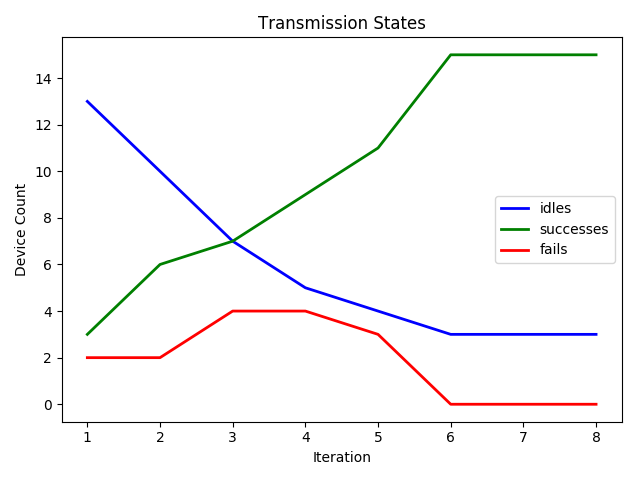 Transmission States
Device Count
14
12
10
8
6
4
2
0
idles
successes
fails
1 2 3 4 5 6 7 8
Iteration